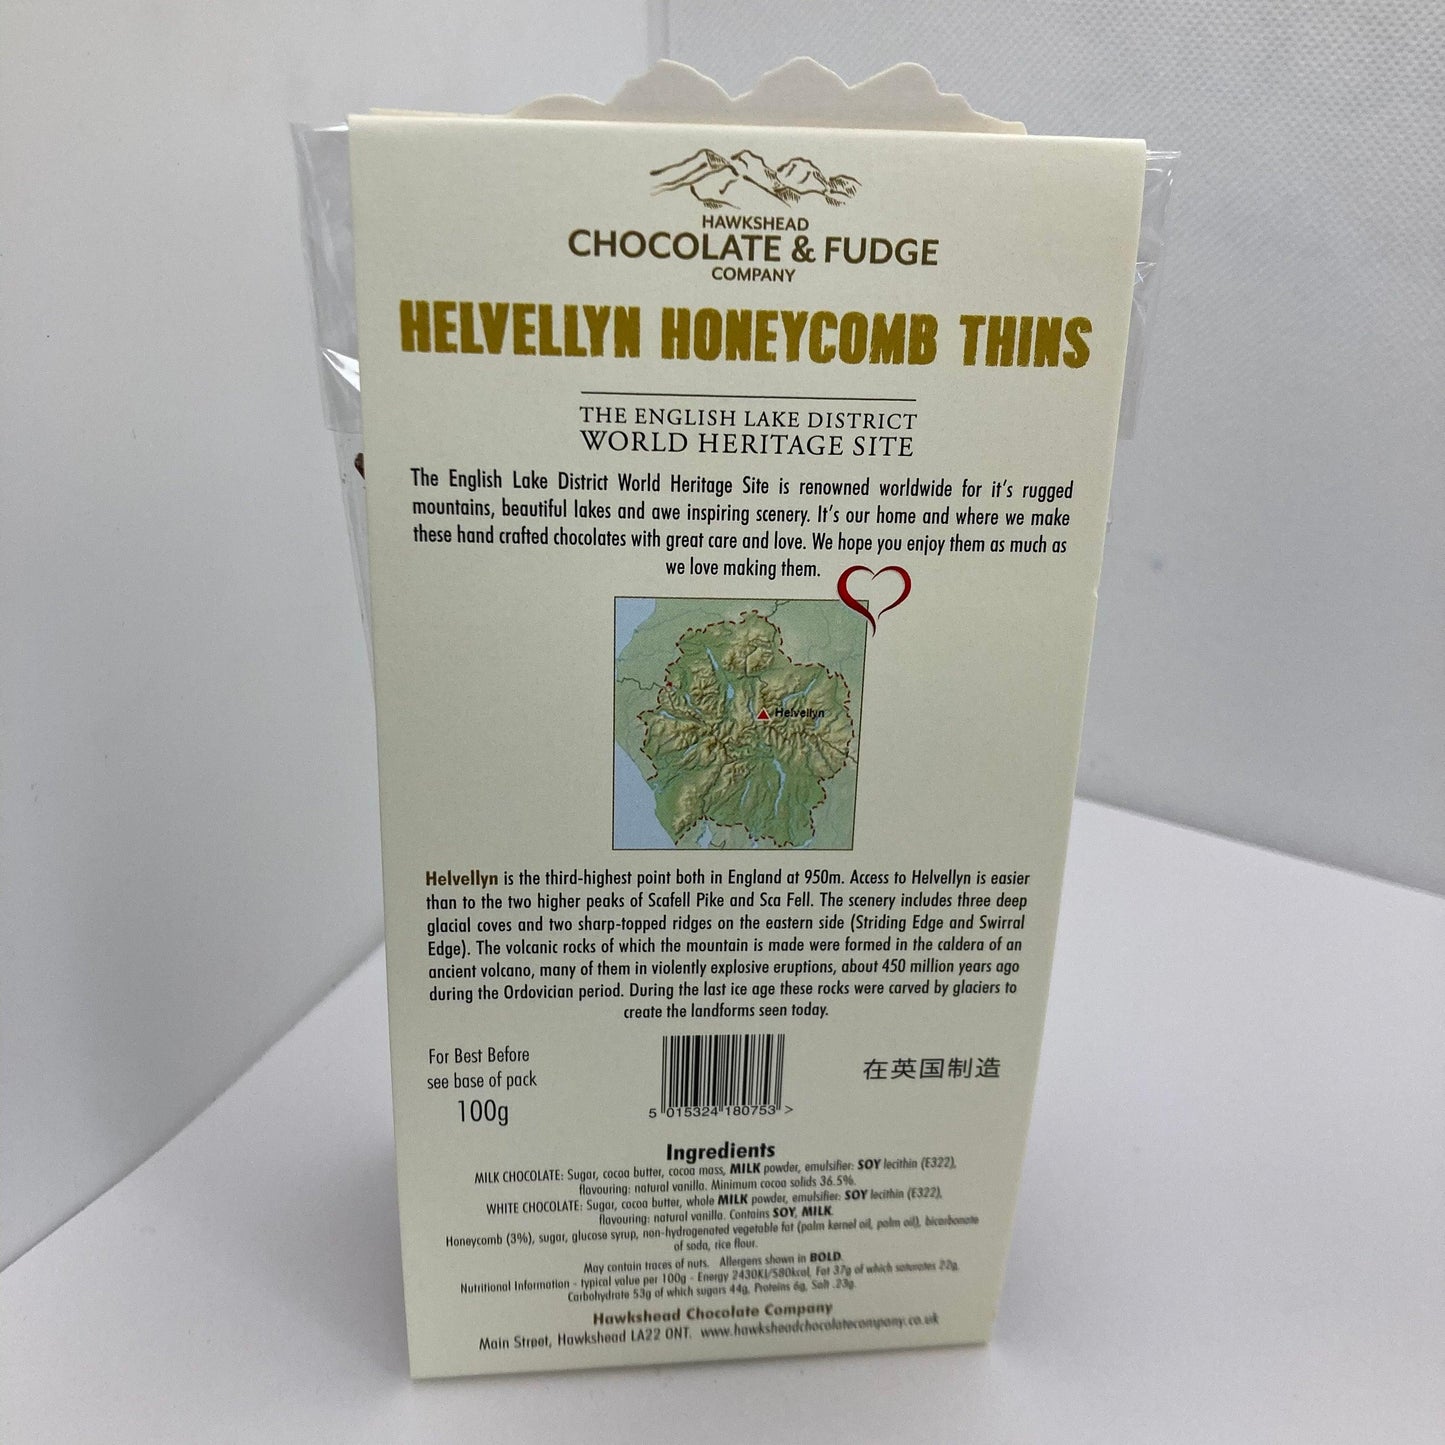 HAWKSHEAD
CHOCOLATE & FUDGE
COMPANY
HELVELLYN HONEYCOMB THINS
THE ENGLISH LAKE DISTRICT
WORLD HERITAGE SITE
The English Lake District World Heritage Site is renowned worldwide for it's rugged
mountains, beautiful lakes and awe inspiring scenery. It's our home and where we make
these hand crafted chocolates with great care and love. We hope you enjoy them as much as
we love making them.
Helvellyn
Helvellyn is the third-highest point both in England at 950m. Access to Helvellyn is easier
than to the two higher peaks of Scafell Pike and Sca Fell. The scenery includes three deep
glacial coves and two sharp-topped ridges on the eastern side (Striding Edge and Swirral
Edge). The volcanic rocks of which the mountain is made were formed in the caldera of an
ancient volcano, many of them in violently explosive eruptions, about 450 million years ago
during the Ordovician period. During the last ice age these rocks were carved by glaciers to
create the landforms seen today.
For Best Before
see base of pack
100g
5 015324 180753 >
在英国制造
Ingredients
MILK CHOCOLATE: Sugar, cocoa butter, cocoa mass, MILK powder, emulsifier: SOY lecithin (E322),
flavouring: natural vanilla. Minimum cocoa solids 36.5%.
WHITE CHOCOLATE: Sugar, cocoa butter, whole MILK powder, emulsifier: SOY lecithin (E322),
flavouring: natural vanilla. Contains SOY, MILK.
Honeycomb (3%), sugar, glucose syrup, non-hydrogenated vegetable fat (palm kernel oil, palm oil), bicarbonate
of soda, rice flour.
May contain traces of nuts. Allergens shown in BOLD.
Nutritional Information - typical value per 100g - Energy 2430KJ/580kcal, Fat 37g of which saturates 22g,
Carbohydrate 53g of which sugars 44g, Proteins 6g, Salt .23g.
Hawkshead Chocolate Company
Main Street, Hawkshead LA22 0NT. www.hawksheadchocolatecompany.co.uk